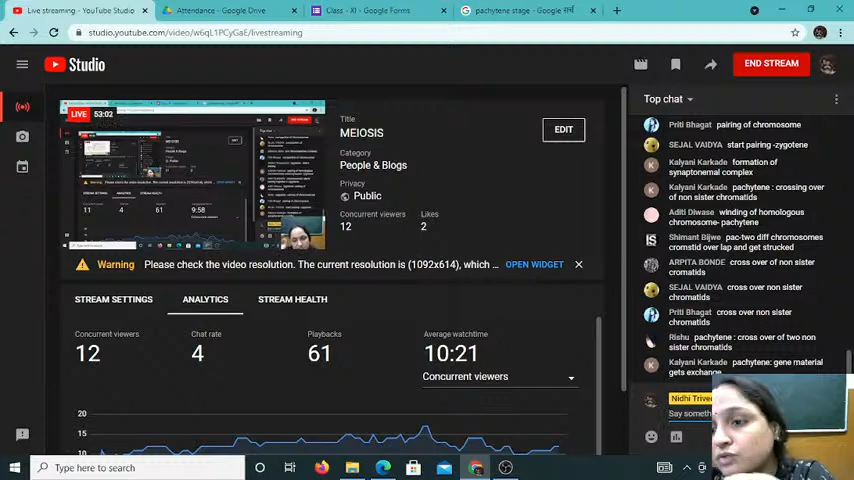 Live streaming - YouTube Studio
Attendance - Google Drive
Class - XI - Google Forms
pachytene stage - Google सर्च
studio.youtube.com/video/w6qL1PCyGaE/livestreaming
Studio
END STREAM
LIVE 53:02
Title
MEIOSIS
EDIT
Category
People & Blogs
Privacy
Public
Concurrent viewers
Likes
12
2
Warning Please check the video resolution. The current resolution is (1092x614), which ... OPEN WIDGET
STREAM SETTINGS
ANALYTICS
STREAM HEALTH
Concurrent viewers
Chat rate
Playbacks
Average watchtime
12
4
61
10:21
Concurrent viewers
20
15
10
Top chat
Priti Bhagat pairing of chromosome
SEJAL VAIDYA start pairing -zygotene
Kalyani Karkade formation of
synaptonemal complex
Kalyani Karkade pachytene : crossing over
of non sister chromatids
Aditi Diwase winding of homologous
chromosome- pachytene
Shimant Bijwe pac-two diff chromosomes
cromstid over lap and get strucked
ARPITA BONDE cross over of non sister
cromatids
SEJAL VAIDYA cross over non sister
chromatids
Priti Bhagat cross over non sister
chromatids
Rishu pachytene : cross over of two non
sister chromatids
Kalyani Karkade pachytene: gene material
gets exchange
Nidhi Trived
Say someth
Type here to search